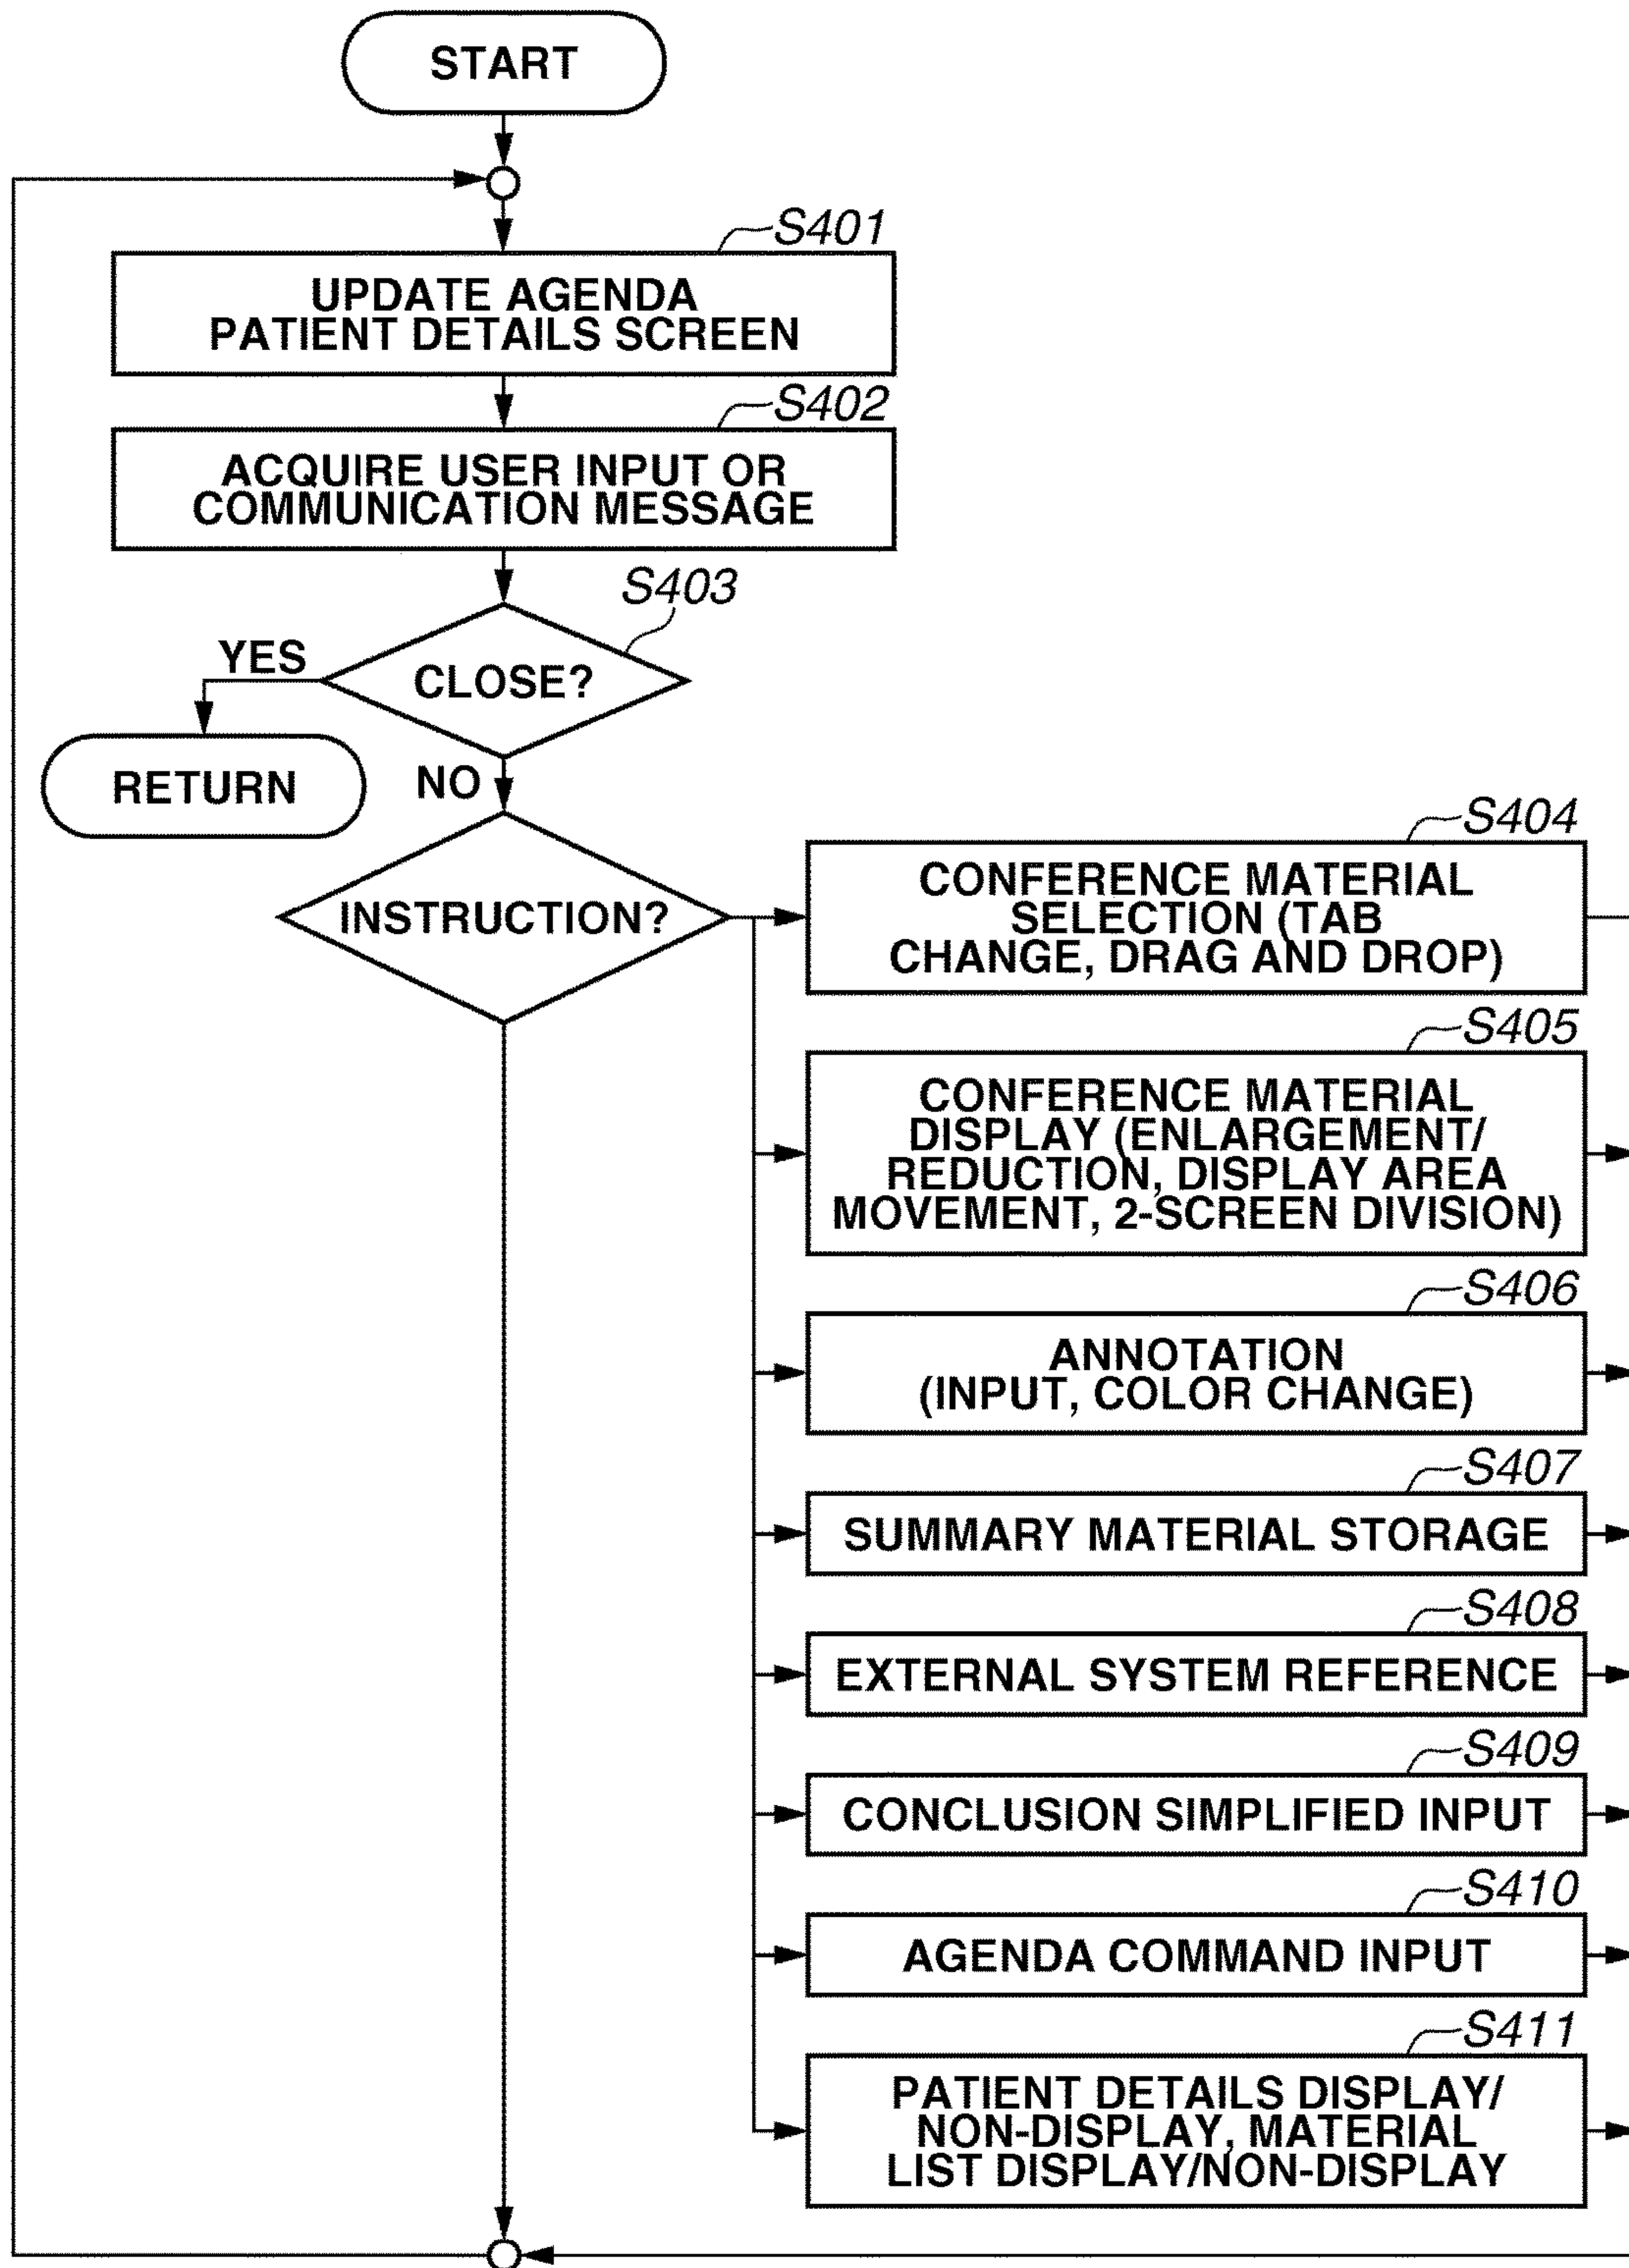 START
S401
UPDATE AGENDA
PATIENT DETAILS SCREEN
S402
ACQUIRE USER INPUT OR
COMMUNICATION MESSAGE
S403
YES
CLOSE?
RETURN
NO
INSTRUCTION?
S404
CONFERENCE MATERIAL
SELECTION (TAB
CHANGE, DRAG AND DROP)
S405
CONFERENCE MATERIAL
DISPLAY (ENLARGEMENT/
REDUCTION, DISPLAY AREA
MOVEMENT, 2-SCREEN DIVISION)
S406
ANNOTATION
(INPUT, COLOR CHANGE)
S407
SUMMARY MATERIAL STORAGE
S408
EXTERNAL SYSTEM REFERENCE
S409
CONCLUSION SIMPLIFIED INPUT
S410
AGENDA COMMAND INPUT
S411
PATIENT DETAILS DISPLAY/
NON-DISPLAY, MATERIAL
LIST DISPLAY/NON-DISPLAY